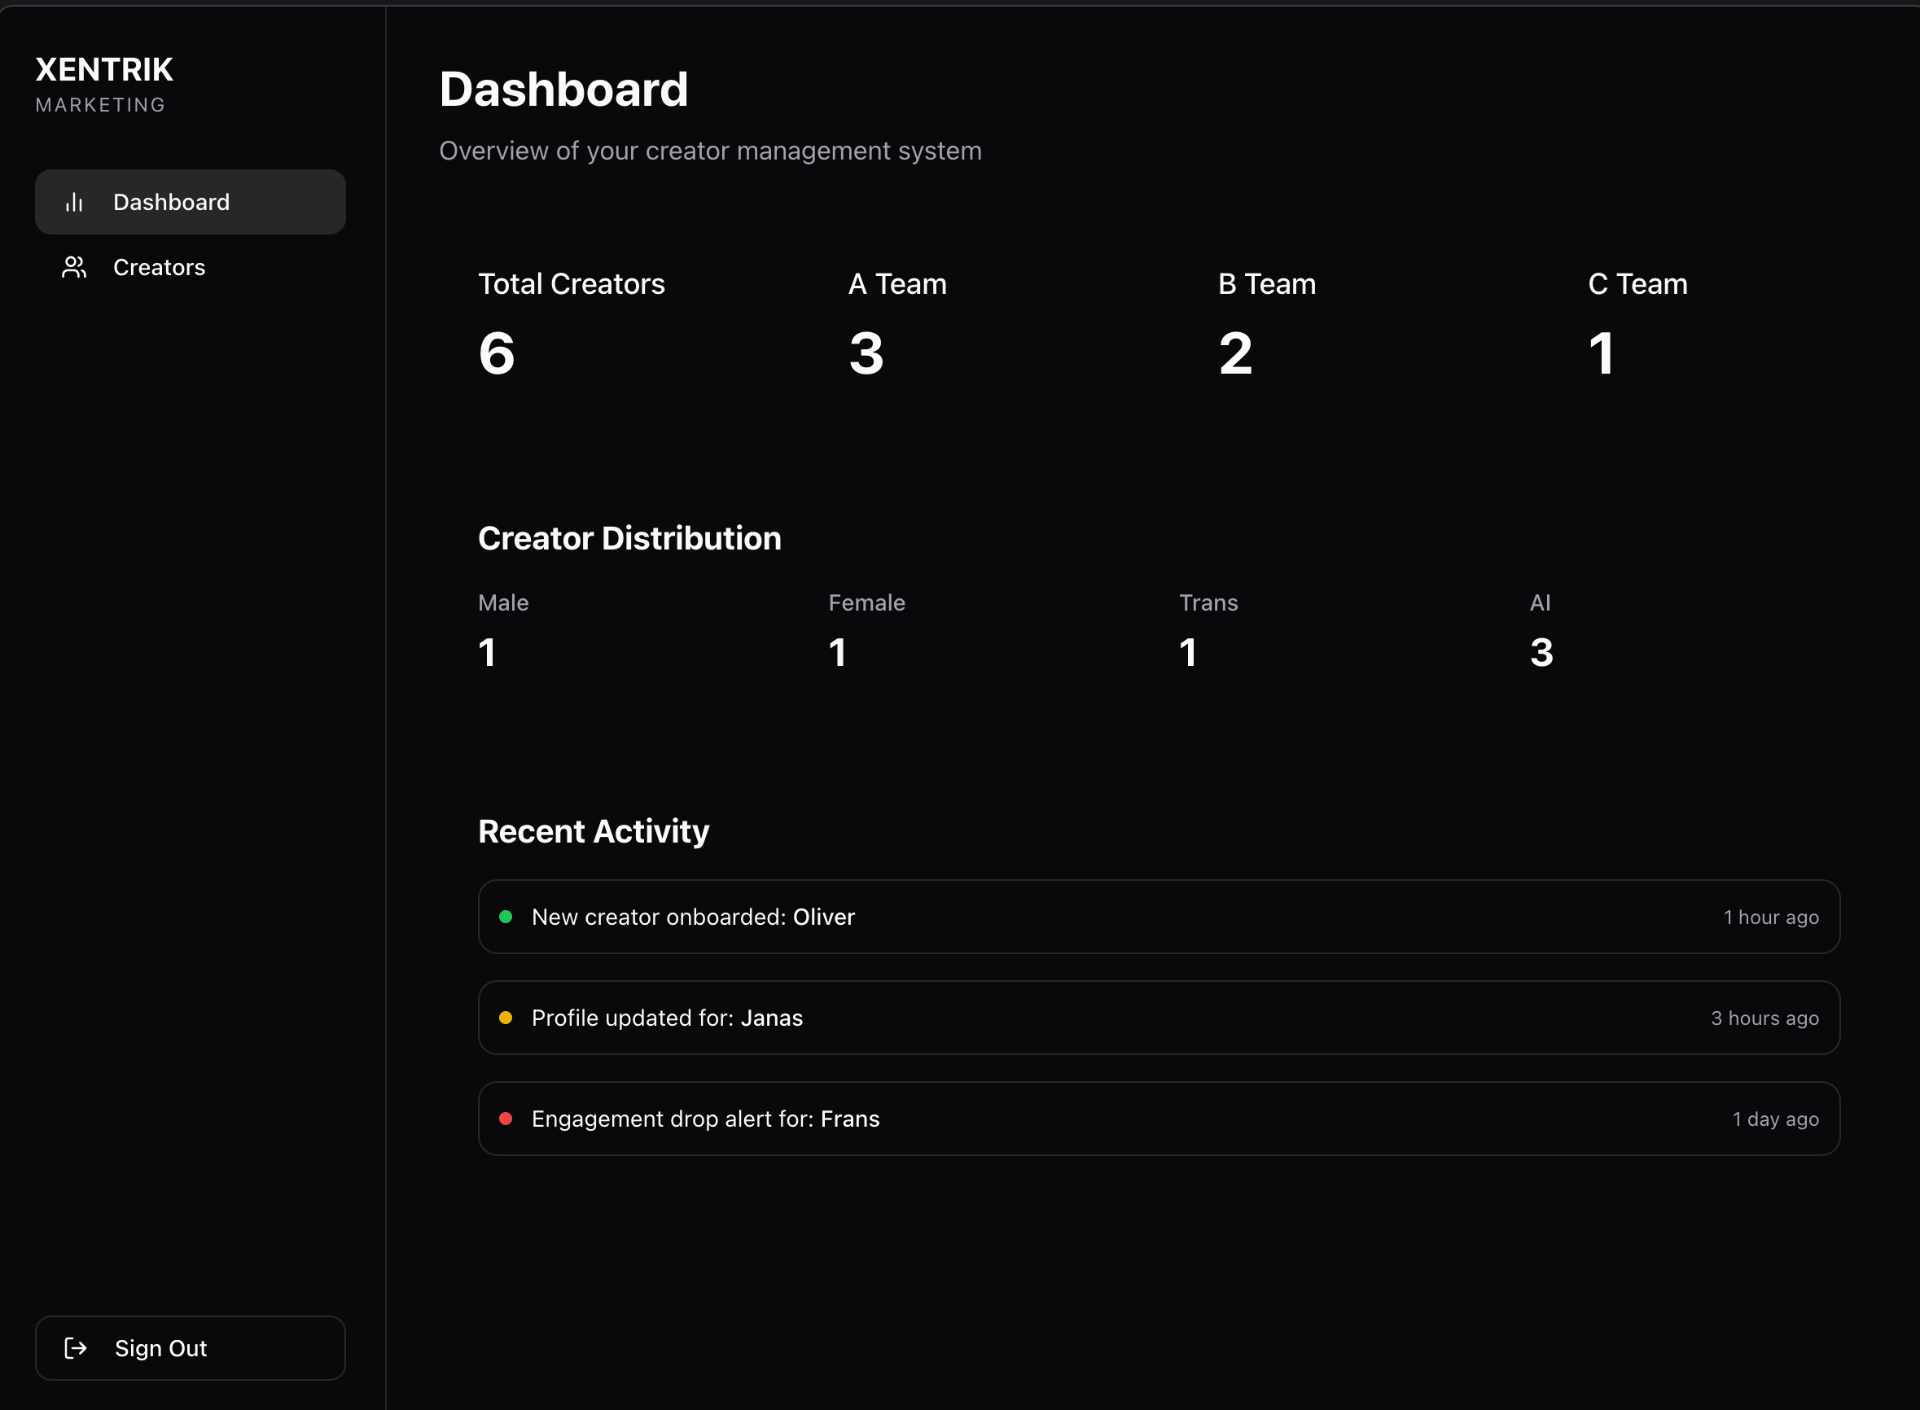 XENTRIK
MARKETING
Dashboard
Creators
Sign Out
Dashboard
Overview of your creator management system
Total Creators
6
A Team
3
B Team
2
C Team
1
Creator Distribution
Male
1
Female
1
Trans
1
AI
3
Recent Activity
New creator onboarded: Oliver
1 hour ago
Profile updated for: Janas
3 hours ago
Engagement drop alert for: Frans
1 day ago